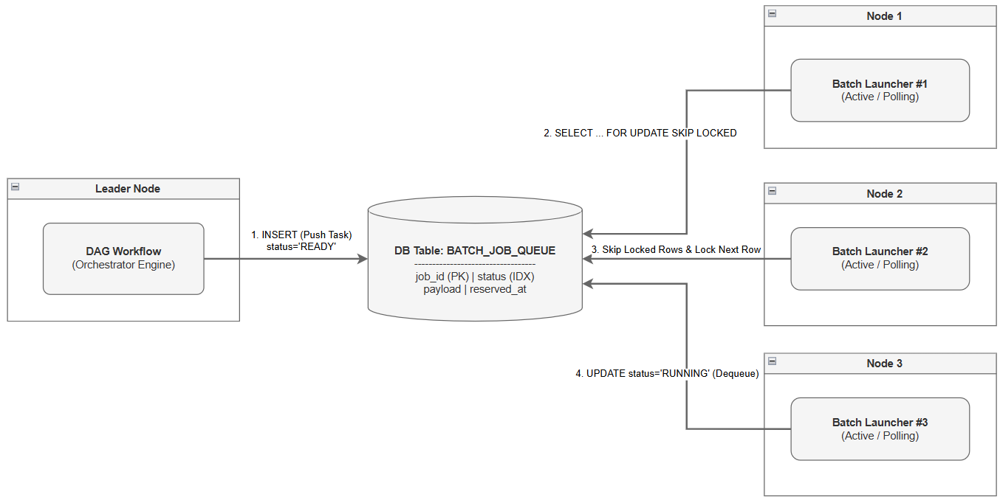 Node 1
Batch Launcher #1
(Active / Polling)
2. SELECT ... FOR UPDATE SKIP LOCKED
Leader Node
DAG Workflow
(Orchestrator Engine)
1. INSERT (Push Task)
status='READY'
DB Table: BATCH_JOB_QUEUE
----------------------------------
job_id (PK) | status (IDX)
payload | reserved_at
Node 2
3. Skip Locked Rows & Lock Next Row
Batch Launcher #2
(Active / Polling)
Node 3
4. UPDATE status='RUNNING' (Dequeue)
Batch Launcher #3
(Active / Polling)